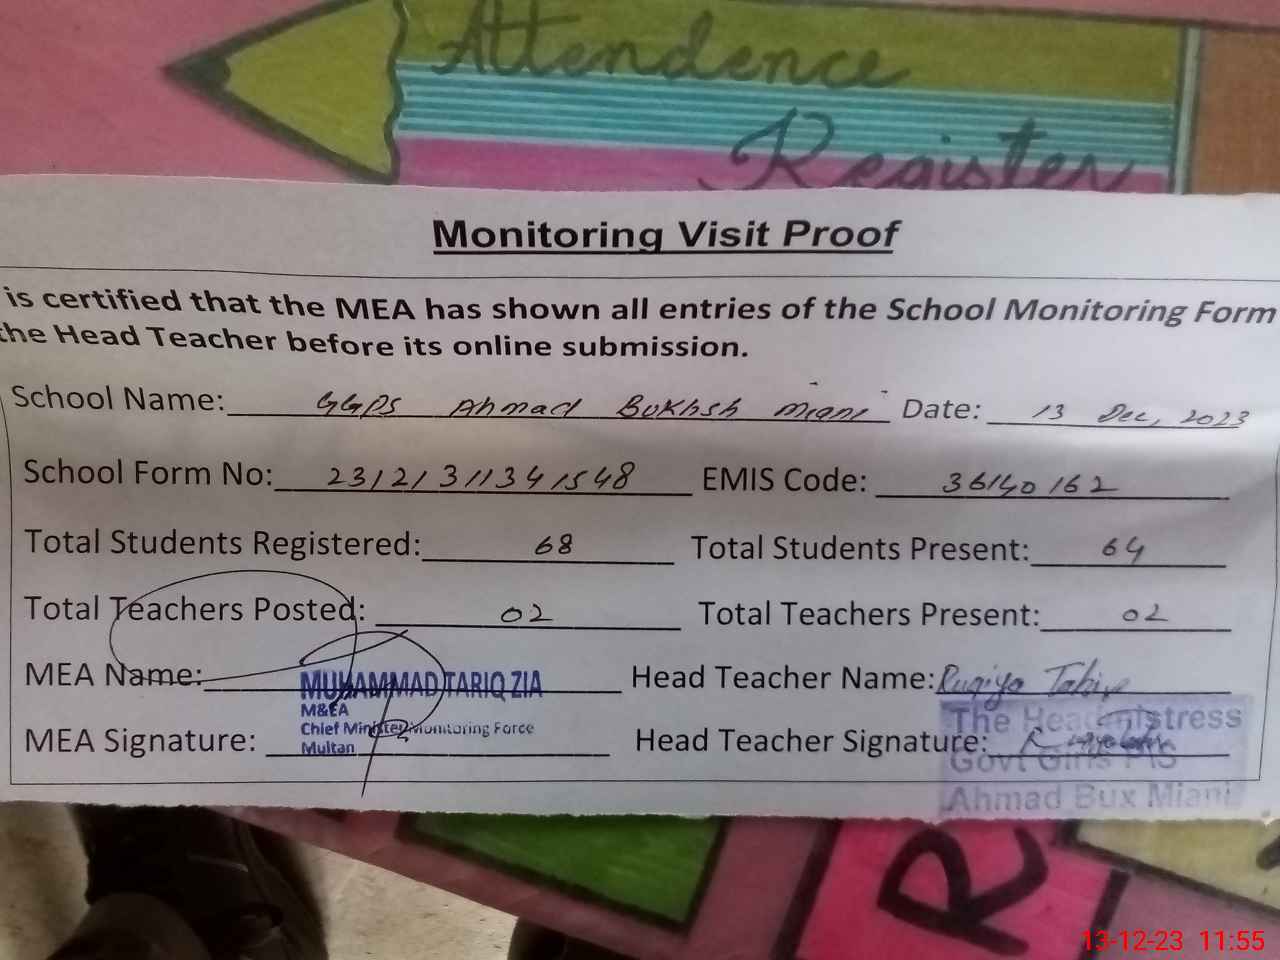 Attendence
Register
Monitoring Visit Proof
is certified that the MEA has shown all entries of the School Monitoring Form
the Head Teacher before its online submission.
School Name: GGPS Ahmad Bukhsh Miani Date: 13 Dec, 2023
School Form No: 23121311341548 EMIS Code: 36140162
Total Students Registered: 68 Total Students Present: 64
Total Teachers Posted: 02 Total Teachers Present: 02
MEA Name: MUHAMMAD TARIQ ZIA Head Teacher Name: Ruqiya
M&EA
Chief Minister Monitoring Force
Multan
MEA Signature: Head Teacher Signature:
The Headmistress
Govt Girls P/S
Ahmad Bux Miani
R
13-12-23 11:55